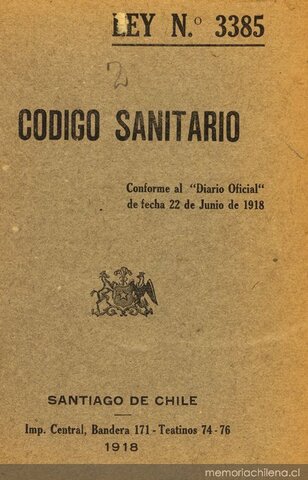 LEY N.º 3385
2
CODIGO SANITARIO
Conforme al "Diario Oficial"
de fecha 22 de Junio de 1918
SANTIAGO DE CHILE
Imp. Central, Bandera 171 - Teatinos 74-76
1918
memoriachilena.cl